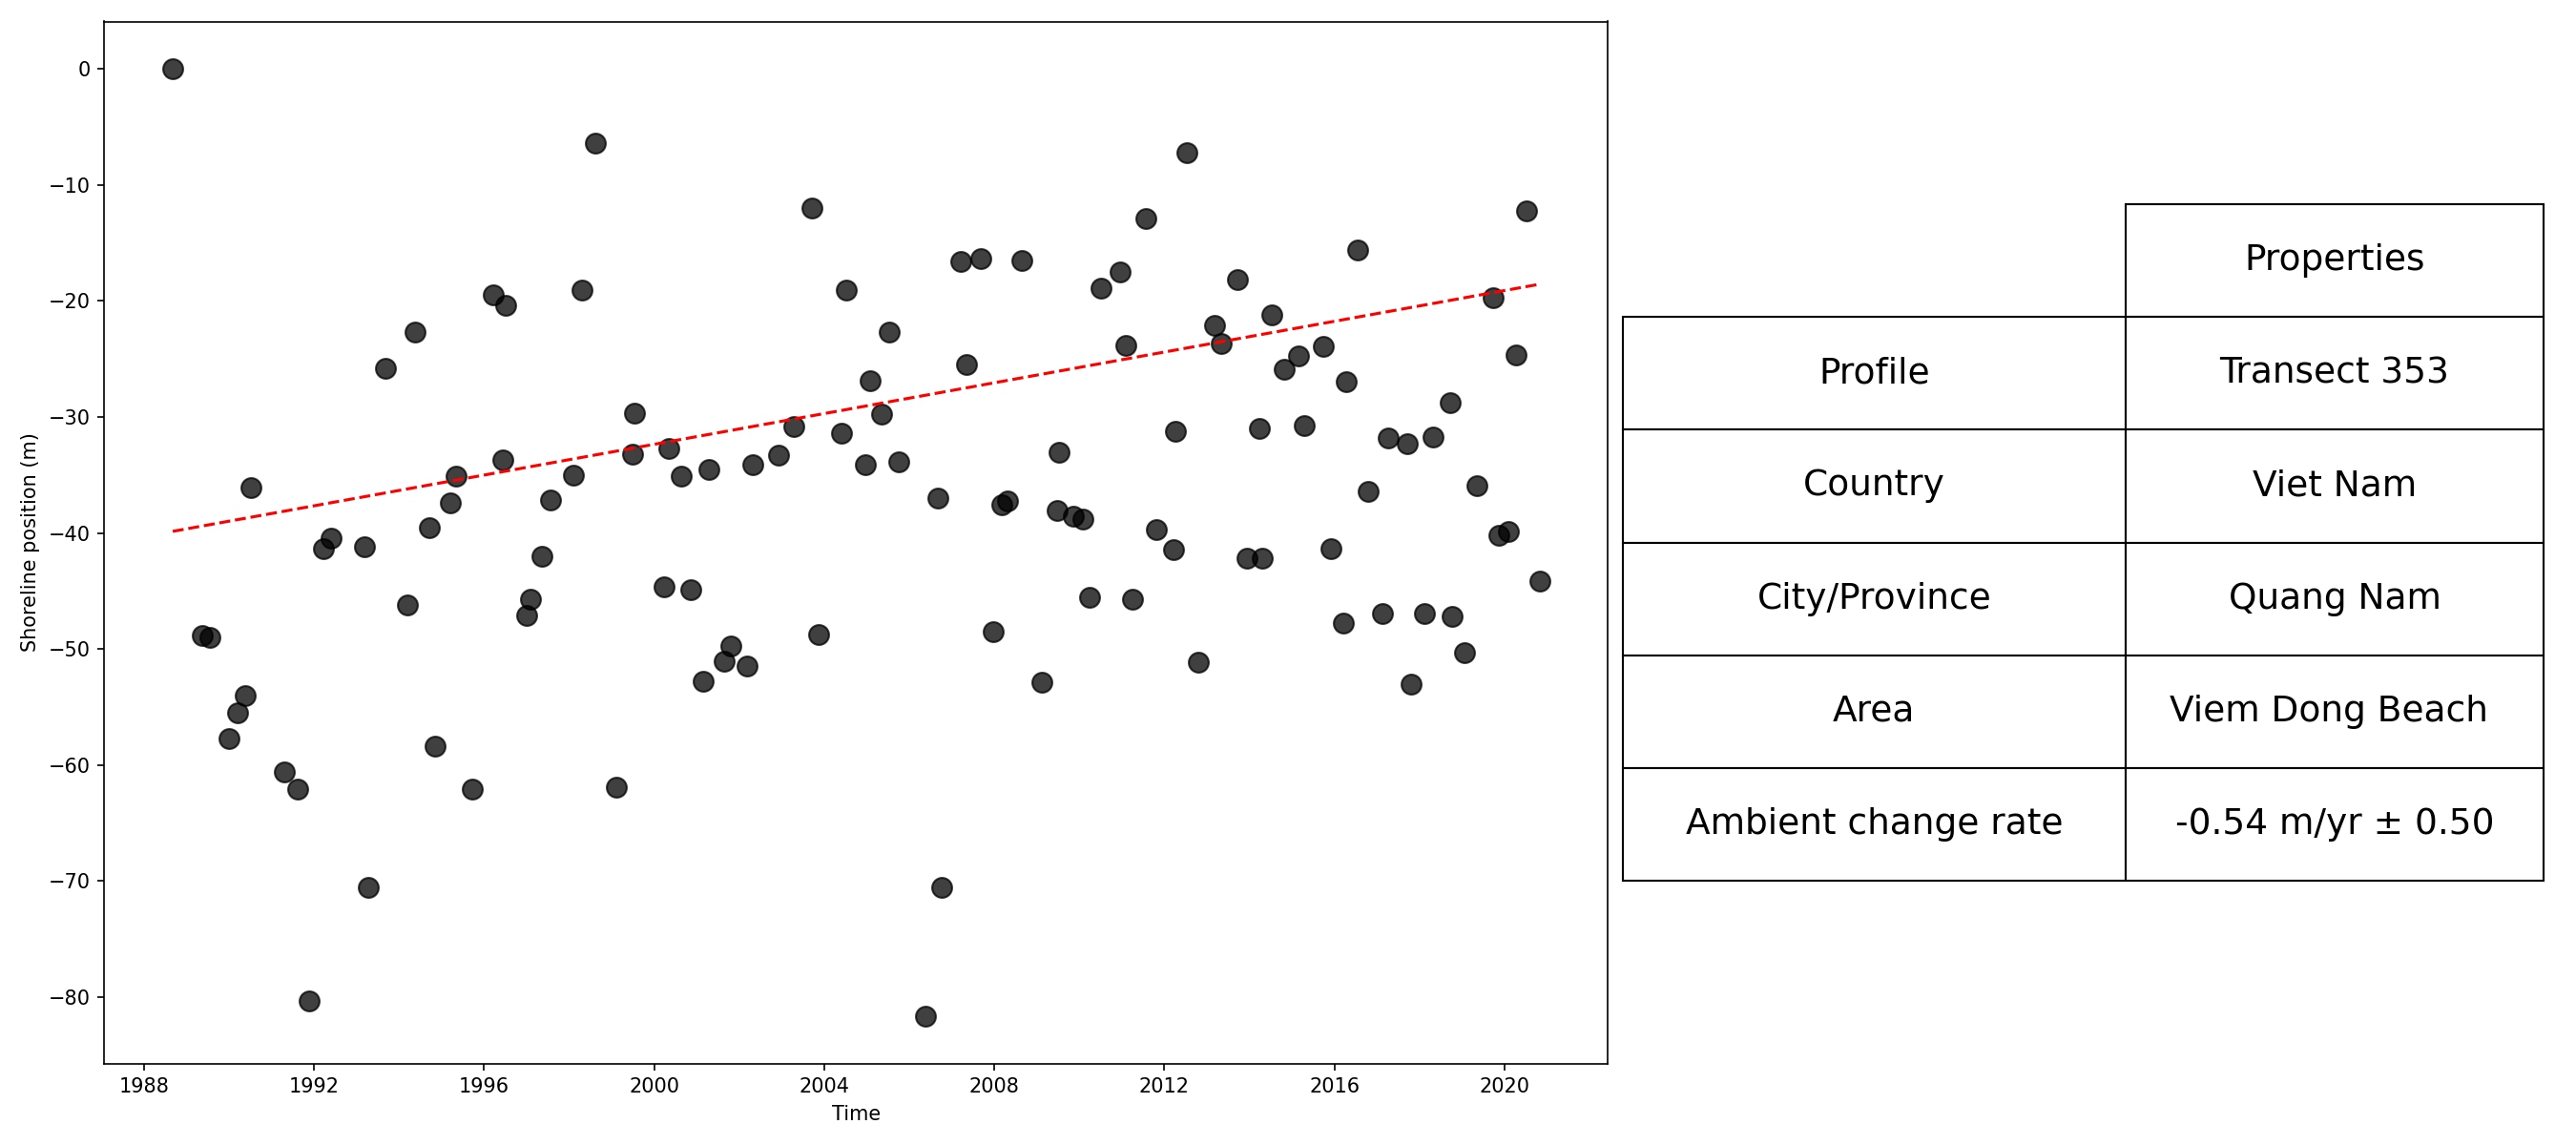 0
−10
−20
−30
−40
−50
−60
−70
−80
Shoreline position (m)
1988 1992 1996 2000 2004 2008 2012 2016 2020
Time
Properties
Profile Transect 353
Country Viet Nam
City/Province Quang Nam
Area Viem Dong Beach
Ambient change rate -0.54 m/yr ± 0.50